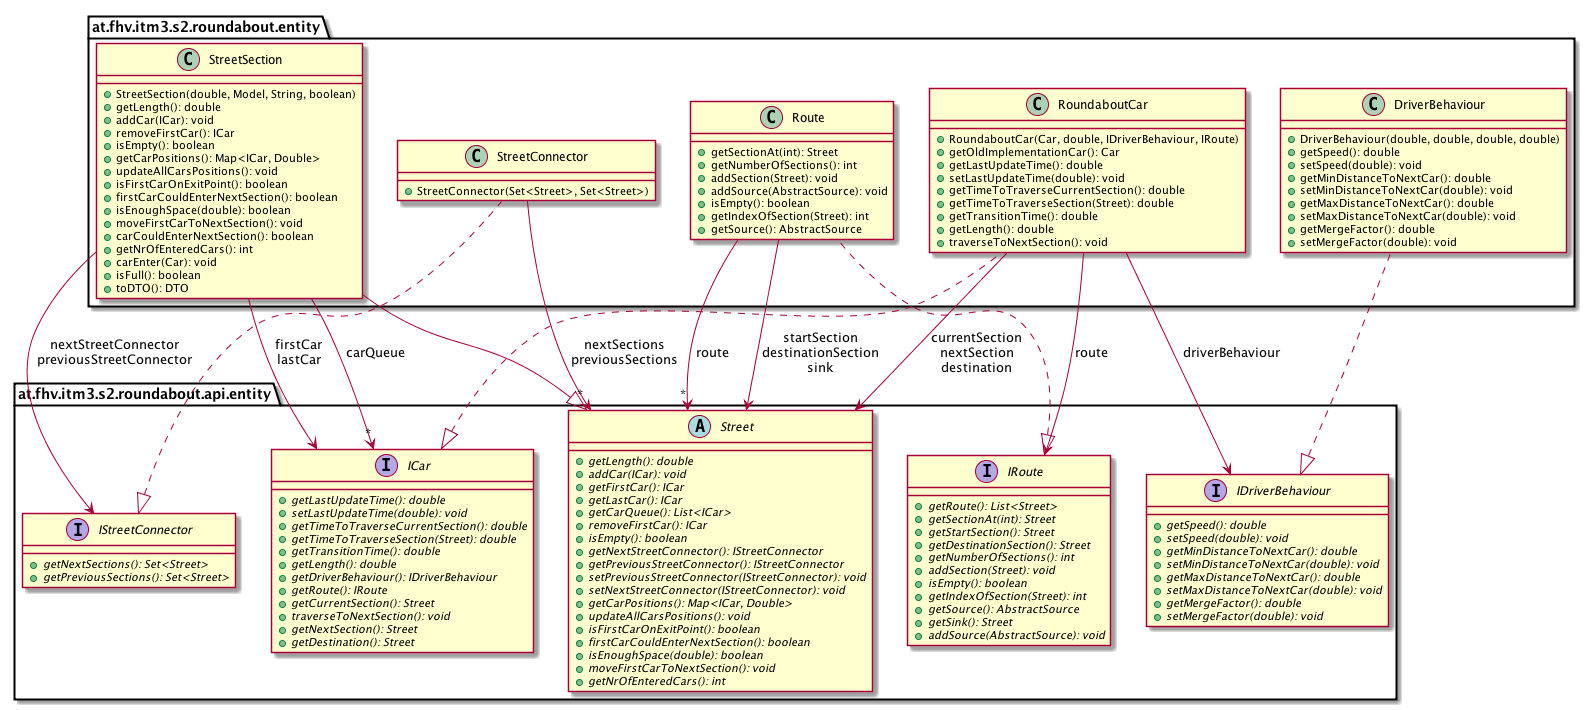 at.fhv.itm3.s2.roundabout.entity
C StreetSection
StreetSection(double, Model, String, boolean)
getLength(): double
addCar(ICar): void
removeFirstCar(): ICar
isEmpty(): boolean
getCarPositions(): Map<ICar, Double>
updateAllCarsPositions(): void
isFirstCarOnExitPoint(): boolean
firstCarCouldEnterNextSection(): boolean
isEnoughSpace(double): boolean
moveFirstCarToNextSection(): void
carCouldEnterNextSection(): boolean
getNrOfEnteredCars(): int
carEnter(Car): void
isFull(): boolean
toDTO(): DTO
C StreetConnector
StreetConnector(Set<Street>, Set<Street>)
C Route
getSectionAt(int): Street
getNumberOfSections(): int
addSection(Street): void
addSource(AbstractSource): void
isEmpty(): boolean
getIndexOfSection(Street): int
getSource(): AbstractSource
C RoundaboutCar
RoundaboutCar(Car, double, IDriverBehaviour, IRoute)
getOldImplementationCar(): Car
getLastUpdateTime(): double
setLastUpdateTime(double): void
getTimeToTraverseCurrentSection(): double
getTimeToTraverseSection(Street): double
getTransitionTime(): double
getLength(): double
traverseToNextSection(): void
C DriverBehaviour
DriverBehaviour(double, double, double, double)
getSpeed(): double
setSpeed(double): void
getMinDistanceToNextCar(): double
setMinDistanceToNextCar(double): void
getMaxDistanceToNextCar(): double
setMaxDistanceToNextCar(double): void
getMergeFactor(): double
setMergeFactor(double): void
nextStreetConnector
previousStreetConnector
firstCar
lastCar
carQueue
*
nextSections
previousSections
*
route
*
startSection
destinationSection
sink
currentSection
nextSection
destination
route
driverBehaviour
at.fhv.itm3.s2.roundabout.api.entity
I IStreetConnector
getNextSections(): Set<Street>
getPreviousSections(): Set<Street>
I ICar
getLastUpdateTime(): double
setLastUpdateTime(double): void
getTimeToTraverseCurrentSection(): double
getTimeToTraverseSection(Street): double
getTransitionTime(): double
getLength(): double
getDriverBehaviour(): IDriverBehaviour
getRoute(): IRoute
getCurrentSection(): Street
traverseToNextSection(): void
getNextSection(): Street
getDestination(): Street
A Street
getLength(): double
addCar(ICar): void
getFirstCar(): ICar
getLastCar(): ICar
getCarQueue(): List<ICar>
removeFirstCar(): ICar
isEmpty(): boolean
getNextStreetConnector(): IStreetConnector
getPreviousStreetConnector(): IStreetConnector
setPreviousStreetConnector(IStreetConnector): void
setNextStreetConnector(IStreetConnector): void
getCarPositions(): Map<ICar, Double>
updateAllCarsPositions(): void
isFirstCarOnExitPoint(): boolean
firstCarCouldEnterNextSection(): boolean
isEnoughSpace(double): boolean
moveFirstCarToNextSection(): void
getNrOfEnteredCars(): int
I IRoute
getRoute(): List<Street>
getSectionAt(int): Street
getStartSection(): Street
getDestinationSection(): Street
getNumberOfSections(): int
addSection(Street): void
isEmpty(): boolean
getIndexOfSection(Street): int
getSource(): AbstractSource
getSink(): Street
addSource(AbstractSource): void
I IDriverBehaviour
getSpeed(): double
setSpeed(double): void
getMinDistanceToNextCar(): double
setMinDistanceToNextCar(double): void
getMaxDistanceToNextCar(): double
setMaxDistanceToNextCar(double): void
getMergeFactor(): double
setMergeFactor(double): void